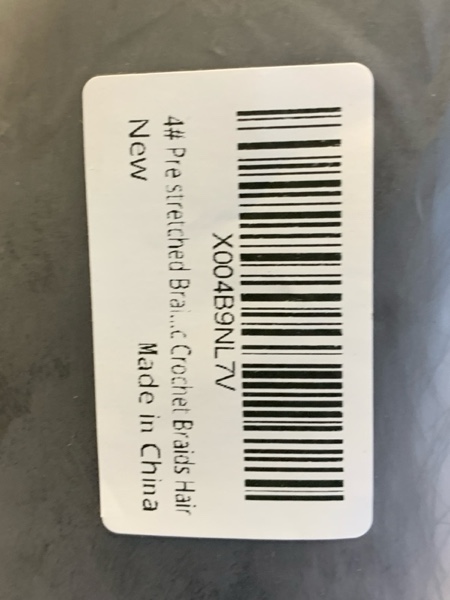 X004B9NL7V
4# Pre stretched Brai...c Crochet Braids Hair
New
Made in China